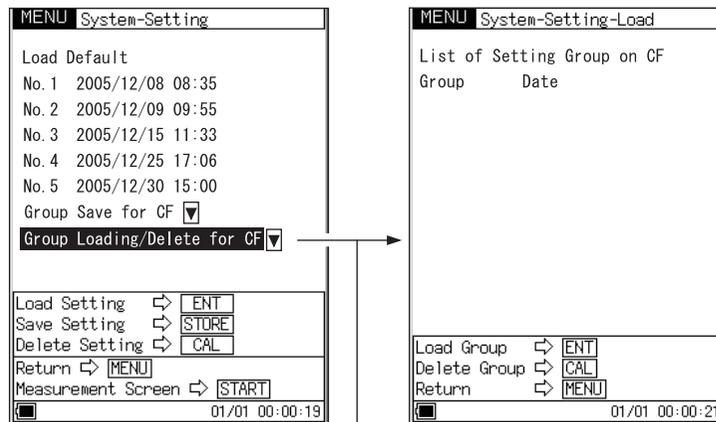 MENU System-Setting
Load Default
No.1 2005/12/08 08:35
No.2 2005/12/09 09:55
No.3 2005/12/15 11:33
No.4 2005/12/25 17:06
No.5 2005/12/30 15:00
Group Save for CF ▼
Group Loading/Delete for CF ▼
Load Setting ⇨ ENT
Save Setting ⇨ STORE
Delete Setting ⇨ CAL
Return ⇨ MENU
Measurement Screen ⇨ START
01/01 00:00:19
MENU System-Setting-Load
List of Setting Group on CF
Group Date
Load Group ⇨ ENT
Delete Group ⇨ CAL
Return ⇨ MENU
01/01 00:00:21